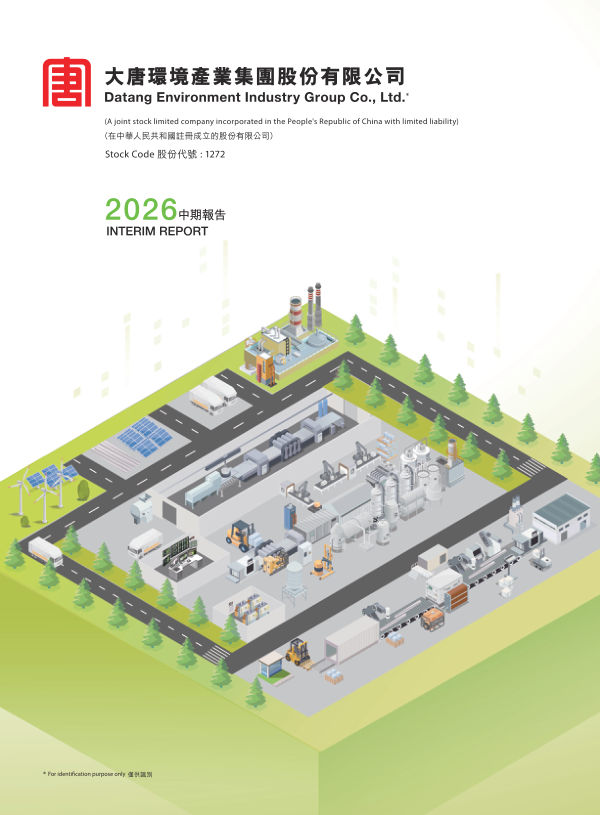 唐
大唐環境產業集團股份有限公司
Datang Environment Industry Group Co., Ltd.*
(A joint stock limited company incorporated in the People's Republic of China with limited liability)
(在中華人民共和國註冊成立的股份有限公司)
Stock Code 股份代號 : 1272
2026中期報告
INTERIM REPORT
* For identification purpose only 僅供識別